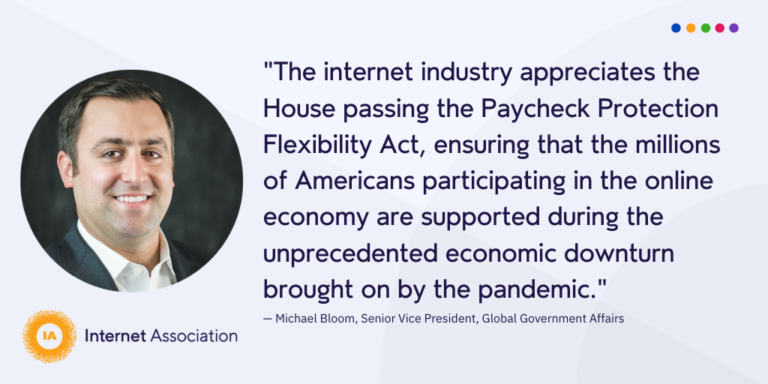 "The internet industry appreciates the
House passing the Paycheck Protection
Flexibility Act, ensuring that the millions
of Americans participating in the online
economy are supported during the
unprecedented economic downturn
brought on by the pandemic."
— Michael Bloom, Senior Vice President, Global Government Affairs
IA
Internet Association